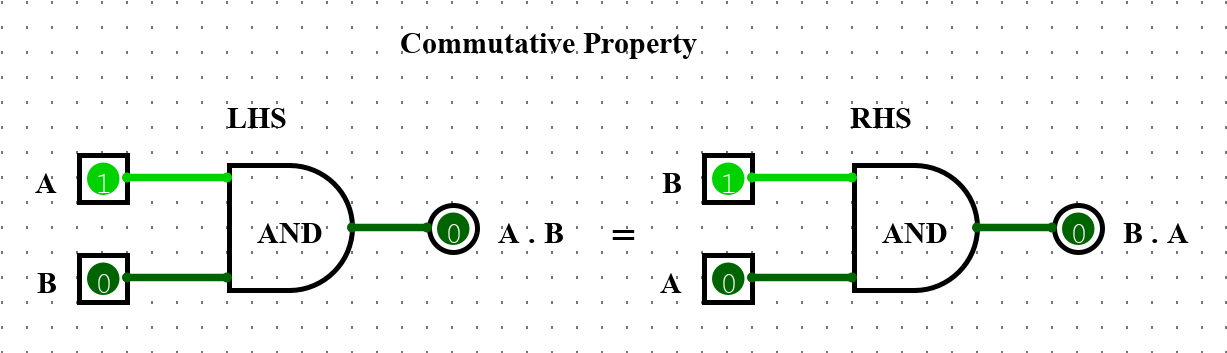 Commutative Property
LHS
RHS
A 1
AND
0 A . B
B 0
=
B 1
AND
0 B . A
A 0